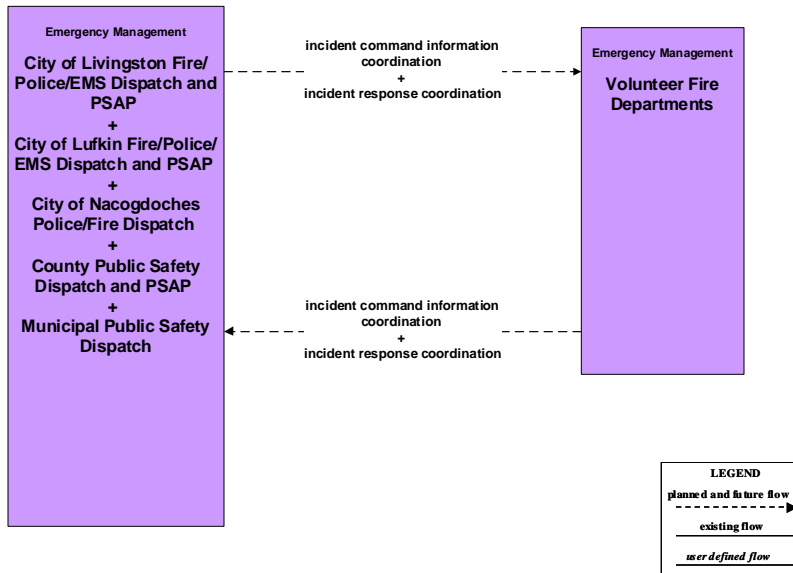 Emergency Management
City of Livingston Fire/
Police/EMS Dispatch and
PSAP
+
City of Lufkin Fire/Police/
EMS Dispatch and PSAP
+
City of Nacogdoches
Police/Fire Dispatch
+
County Public Safety
Dispatch and PSAP
+
Municipal Public Safety
Dispatch
incident command information
coordination
+
incident response coordination
Emergency Management
Volunteer Fire
Departments
incident command information
coordination
+
incident response coordination
LEGEND
planned and future flow
existing flow
user defined flow